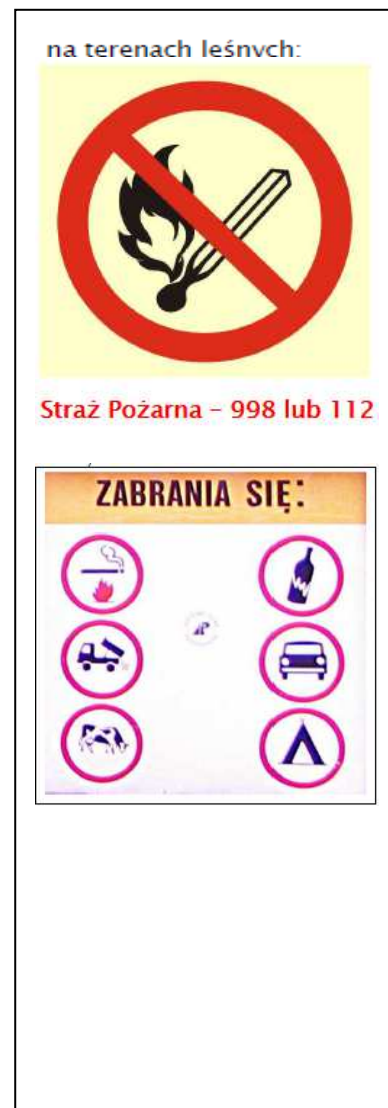 na terenach leśnych:
Straż Pożarna – 998 lub 112
ZABRANIA SIĘ: